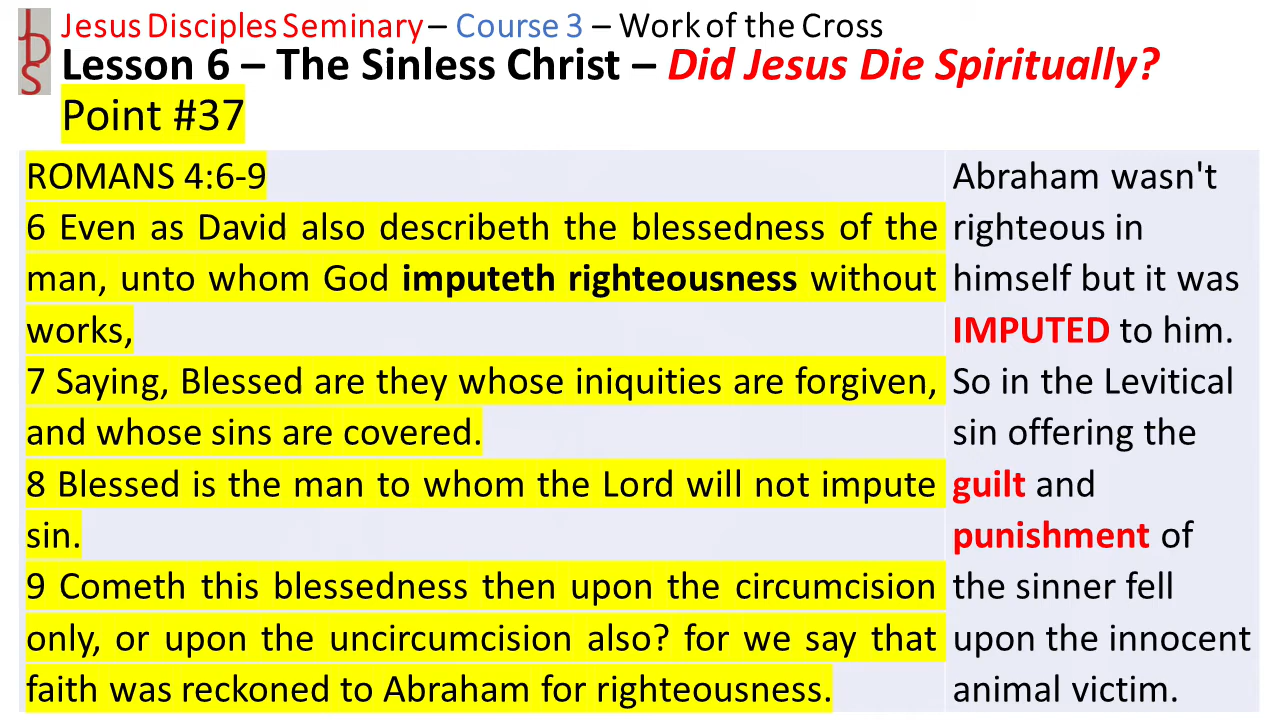 JDS
Jesus Disciples Seminary – Course 3 – Work of the Cross
Lesson 6 – The Sinless Christ – Did Jesus Die Spiritually?
Point #37
ROMANS 4:6-9
6 Even as David also describeth the blessedness of the
man, unto whom God imputeth righteousness without
works,
7 Saying, Blessed are they whose iniquities are forgiven,
and whose sins are covered.
8 Blessed is the man to whom the Lord will not impute
sin.
9 Cometh this blessedness then upon the circumcision
only, or upon the uncircumcision also? for we say that
faith was reckoned to Abraham for righteousness.
Abraham wasn't
righteous in
himself but it was
IMPUTED to him.
So in the Levitical
sin offering the
guilt and
punishment of
the sinner fell
upon the innocent
animal victim.